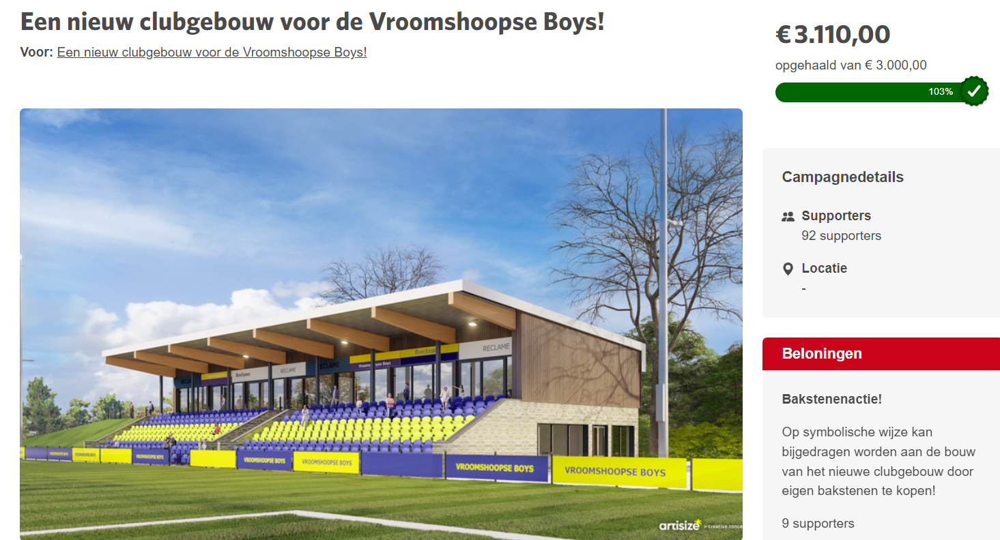 Een nieuw clubgebouw voor de Vroomshoopse Boys!
Voor: Een nieuw clubgebouw voor de Vroomshoopse Boys!
€ 3.110,00
opgehaald van € 3.000,00
103%
Campagnedetails
Supporters
92 supporters
Locatie
-
Beloningen
Bakstenenactie!
Op symbolische wijze kan
bijgedragen worden aan de bouw
van het nieuwe clubgebouw door
eigen bakstenen te kopen!
9 supporters
Reclame
RECLAME
ECLAME
Vroomshoopse Boys
Reclame
RECLAME
VROOMSHOOPSE BOYS
VROOMSHOOPSE BOYS
VROOMSHOOPSE BOYS
VROOMSHOOPSE BOYS
VROOMSHOOPSE BOYS
artisize > creative conce